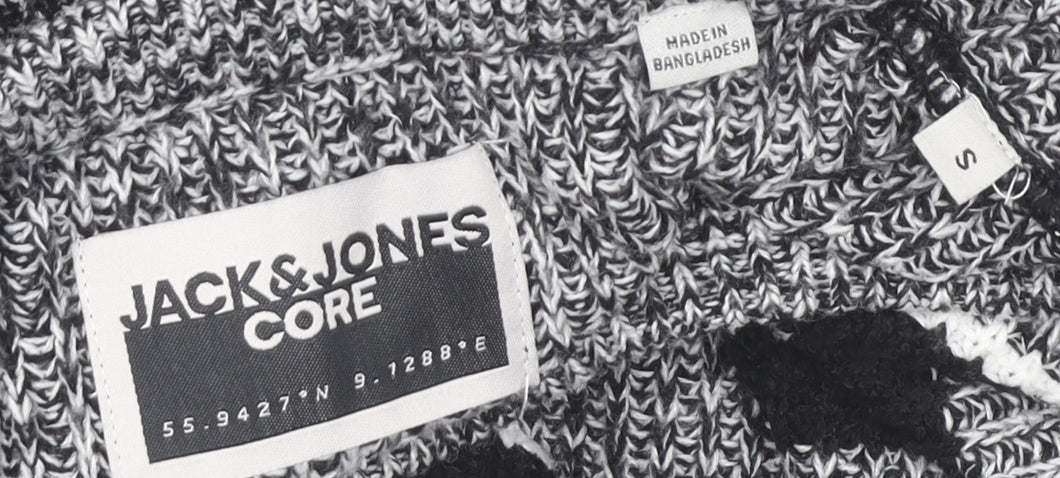 MADE IN
BANGLADESH
S
JACK&JONES
CORE
55.9427°N 9.1288°E